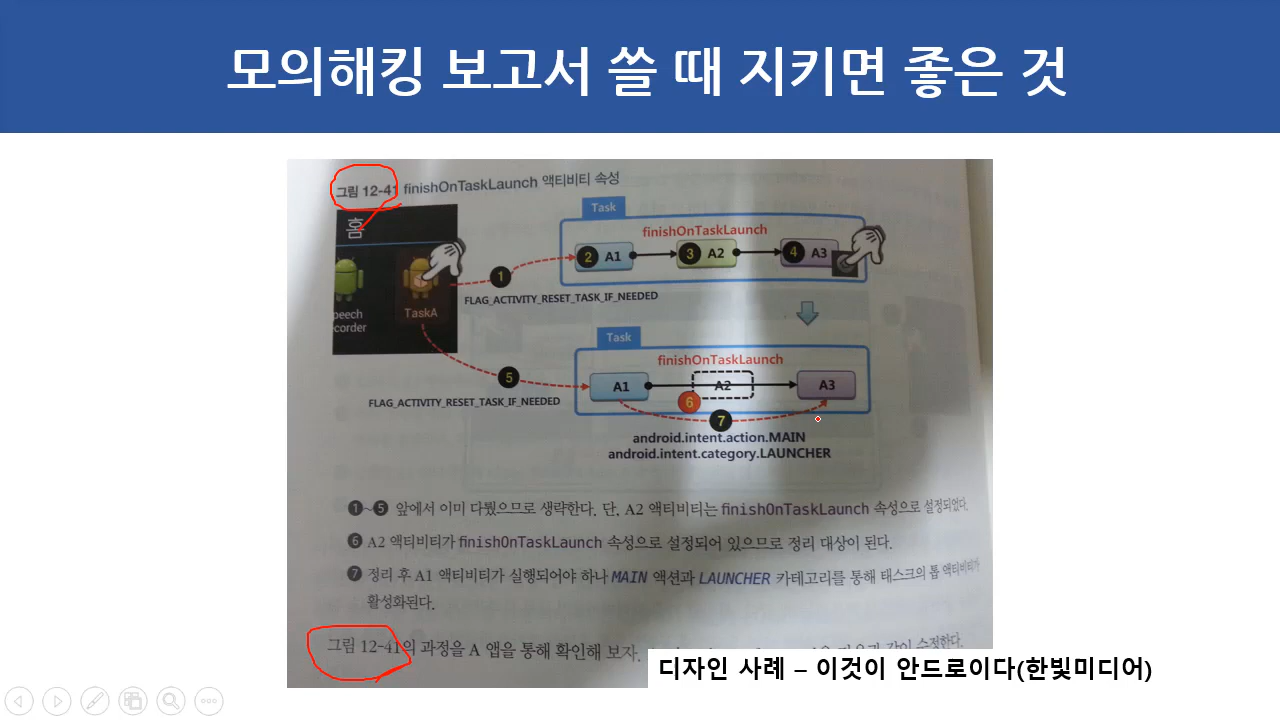 모의해킹 보고서 쓸 때 지키면 좋은 것
그림 12-41 finishOnTaskLaunch 액티비티 속성
홈
Task
finishOnTaskLaunch
1
2 A1
3 A2
4 A3
FLAG_ACTIVITY_RESET_TASK_IF_NEEDED
peech
corder
TaskA
Task
finishOnTaskLaunch
5
A1
A2
A3
6
7
FLAG_ACTIVITY_RESET_TASK_IF_NEEDED
android.intent.action.MAIN
android.intent.category.LAUNCHER
1~5 앞에서 이미 다뤘으므로 생략한다. 단, A2 액티비티는 finishOnTaskLaunch 속성으로 설정되었다.
6 A2 액티비티가 finishOnTaskLaunch 속성으로 설정되어 있으므로 정리 대상이 된다.
7 정리 후 A1 액티비티가 실행되어야 하나 MAIN 액션과 LAUNCHER 카테고리를 통해 태스크의 톱 액티비티가
활성화된다.
그림 12-41의 과정을 A 앱을 통해 확인해 보자.
디자인 사례 – 이것이 안드로이다(한빛미디어)